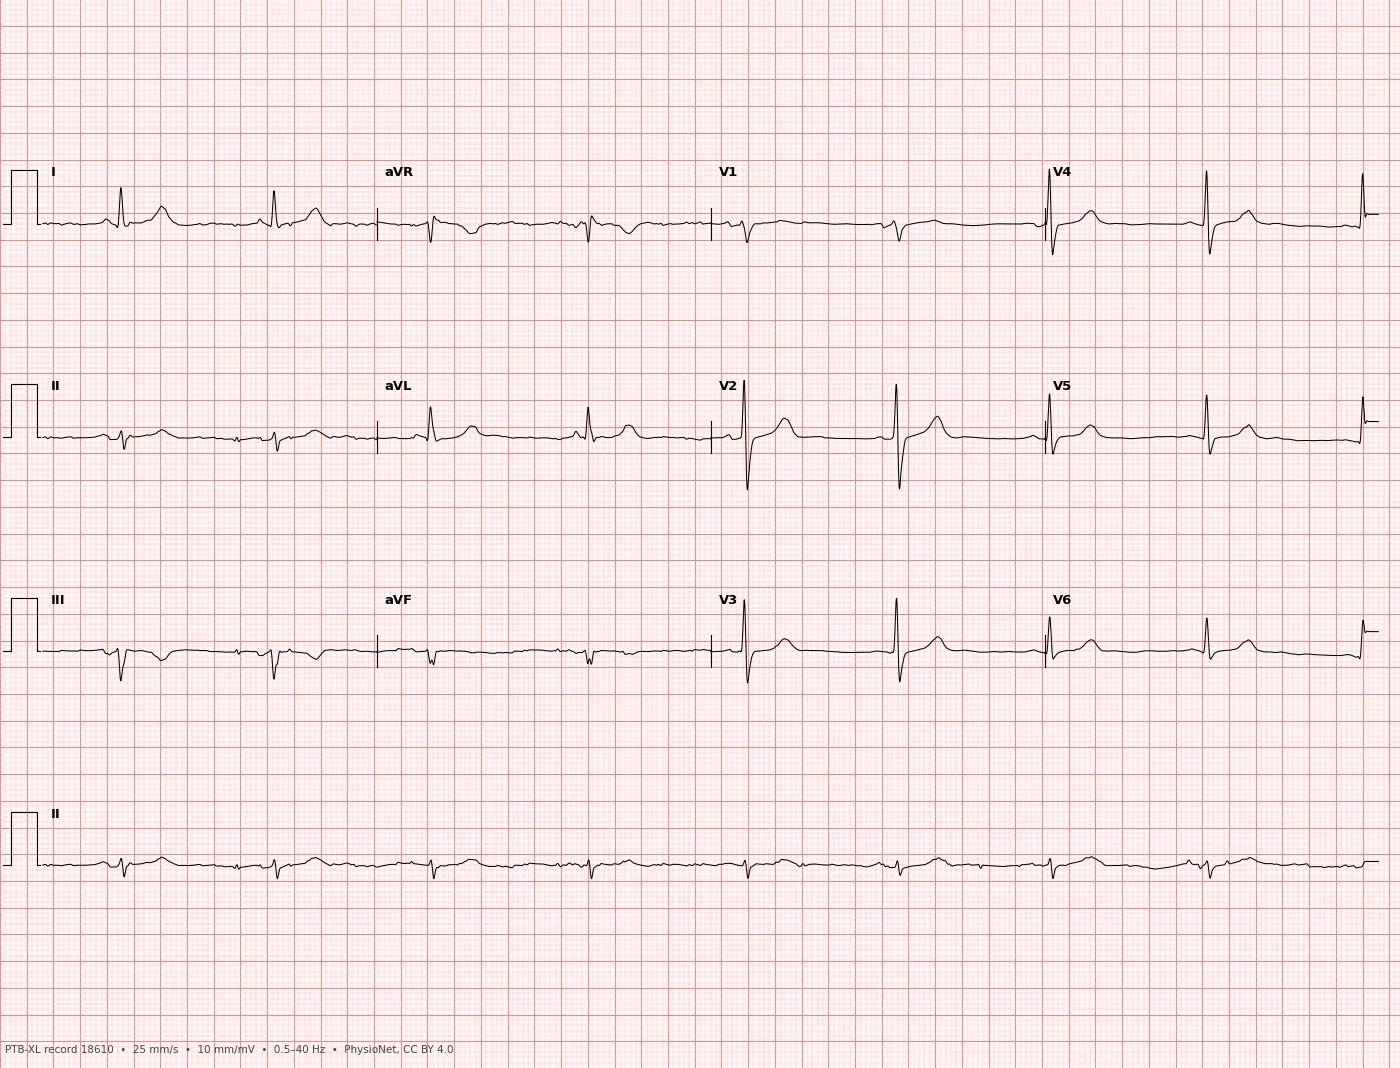 I aVR V1 V4
II aVL V2 V5
III aVF V3 V6
II
PTB-XL record 18610 • 25 mm/s • 10 mm/mV • 0.5–40 Hz • PhysioNet, CC BY 4.0